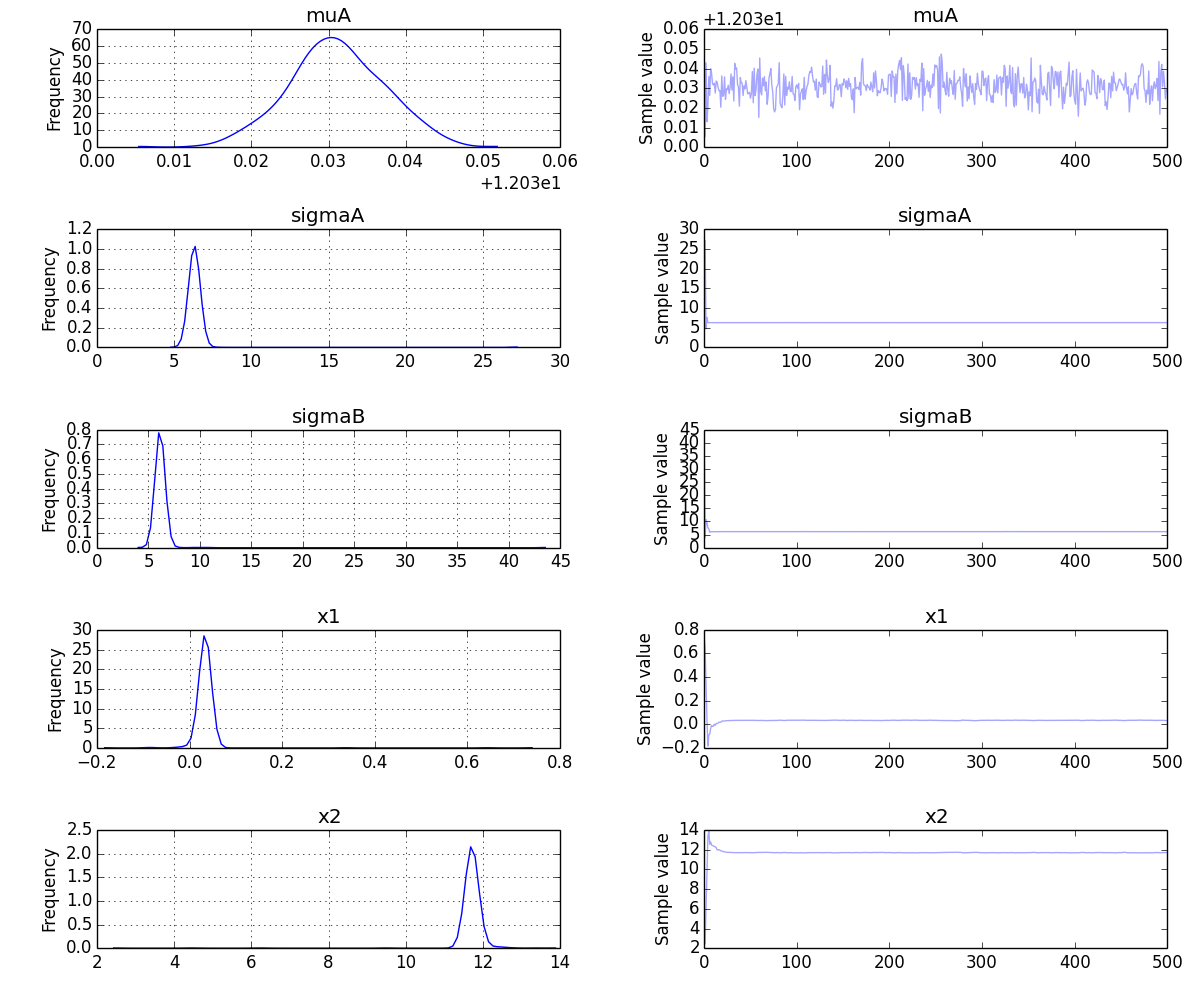 muA
Frequency
70
60
50
40
30
20
10
0
0.00 0.01 0.02 0.03 0.04 0.05 0.06
+1.203e1
+1.203e1
muA
Sample value
0.06
0.05
0.04
0.03
0.02
0.01
0.00
0 100 200 300 400 500
sigmaA
Frequency
1.2
1.0
0.8
0.6
0.4
0.2
0.0
0 5 10 15 20 25 30
sigmaA
Sample value
30
25
20
15
10
5
0
0 100 200 300 400 500
sigmaB
Frequency
0.8
0.7
0.6
0.5
0.4
0.3
0.2
0.1
0.0
0 5 10 15 20 25 30 35 40 45
sigmaB
Sample value
45
40
35
30
25
20
15
10
5
0
0 100 200 300 400 500
x1
Frequency
30
25
20
15
10
5
0
−0.2 0.0 0.2 0.4 0.6 0.8
x1
Sample value
0.8
0.6
0.4
0.2
0.0
−0.2
0 100 200 300 400 500
x2
Frequency
2.5
2.0
1.5
1.0
0.5
0.0
2 4 6 8 10 12 14
x2
Sample value
14
12
10
8
6
4
2
0 100 200 300 400 500